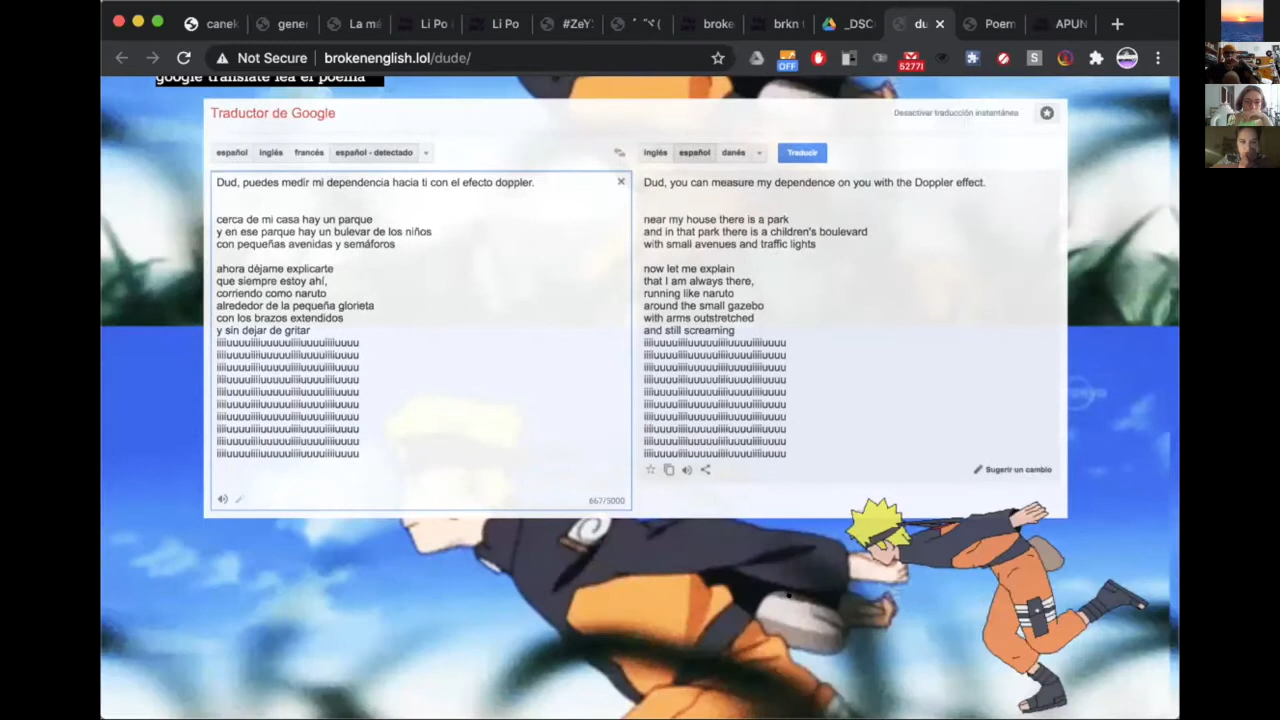 canek
gene
La ma
Li Po
Li Po
#ZeY
broke
brkn t
_DSC
du
Poem
APUN
Not Secure
brokenenglish.lol/dude/
OFF
52771
S
google translate lea el poema
Traductor de Google
Desactivar traducción instantánea
español inglés francés español - detectado
inglés español danés Traducir
Dud, puedes medir mi dependencia hacia ti con el efecto doppler.
cerca de mi casa hay un parque
y en ese parque hay un bulevar de los niños
con pequeñas avenidas y semáforos
ahora déjame explicarte
que siempre estoy ahí,
corriendo como naruto
alrededor de la pequeña glorieta
con los brazos extendidos
y sin dejar de gritar
iiiiuuuuiiiiuuuuuiiiiuuuuiiiiuuuu
iiiiuuuuiiiiuuuuuiiiiuuuuiiiiuuuu
iiiiuuuuiiiiuuuuuiiiiuuuuiiiiuuuu
iiiiuuuuiiiiuuuuuiiiiuuuuiiiiuuuu
iiiiuuuuiiiiuuuuuiiiiuuuuiiiiuuuu
iiiiuuuuiiiiuuuuuiiiiuuuuiiiiuuuu
iiiiuuuuiiiiuuuuuiiiiuuuuiiiiuuuu
iiiiuuuuiiiiuuuuuiiiiuuuuiiiiuuuu
iiiiuuuuiiiiuuuuuiiiiuuuuiiiiuuuu
iiiiuuuuiiiiuuuuuiiiiuuuuiiiiuuuu
667/5000
Dud, you can measure my dependence on you with the Doppler effect.
near my house there is a park
and in that park there is a children's boulevard
with small avenues and traffic lights
now let me explain
that I am always there,
running like naruto
around the small gazebo
with arms outstretched
and still screaming
iiiiuuuuiiiiuuuuuiiiiuuuuiiiiuuuu
iiiiuuuuiiiiuuuuuiiiiuuuuiiiiuuuu
iiiiuuuuiiiiuuuuuiiiiuuuuiiiiuuuu
iiiiuuuuiiiiuuuuuiiiiuuuuiiiiuuuu
iiiiuuuuiiiiuuuuuiiiiuuuuiiiiuuuu
iiiiuuuuiiiiuuuuuiiiiuuuuiiiiuuuu
iiiiuuuuiiiiuuuuuiiiiuuuuiiiiuuuu
iiiiuuuuiiiiuuuuuiiiiuuuuiiiiuuuu
iiiiuuuuiiiiuuuuuiiiiuuuuiiiiuuuu
iiiiuuuuiiiiuuuuuiiiiuuuuiiiiuuuu
Sugerir un cambio